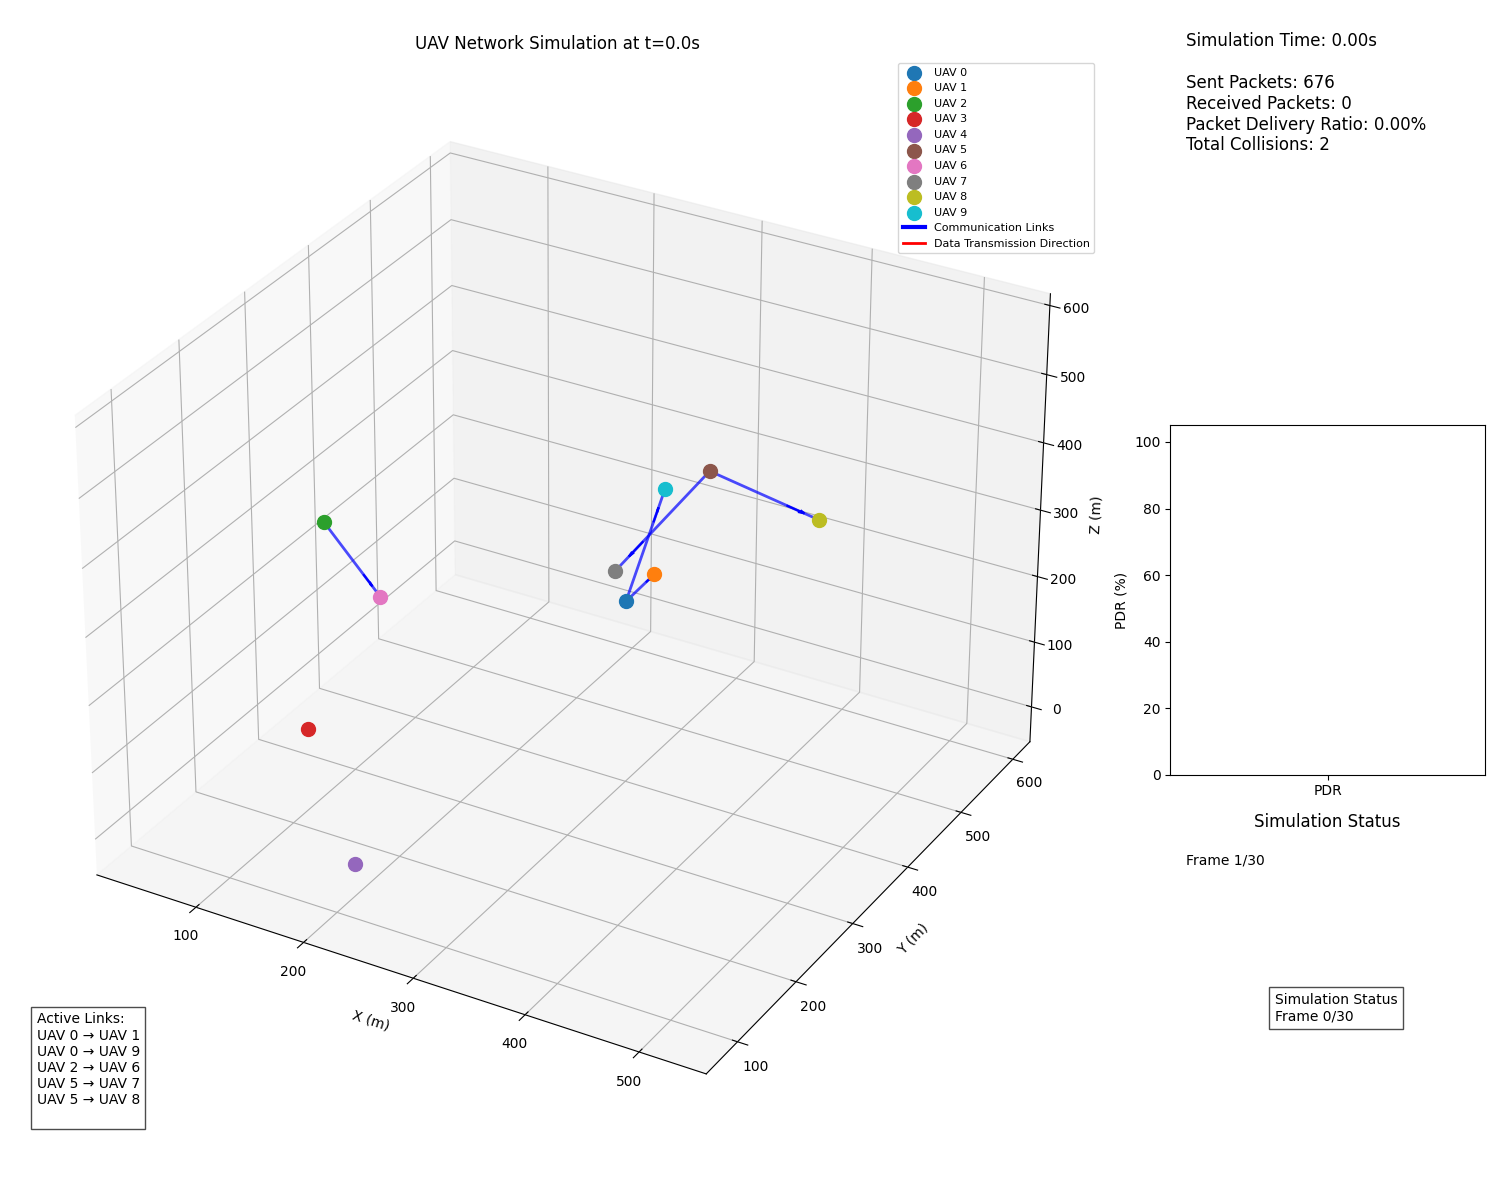 UAV Network Simulation at t=0.0s
UAV 0
UAV 1
UAV 2
UAV 3
UAV 4
UAV 5
UAV 6
UAV 7
UAV 8
UAV 9
Communication Links
Data Transmission Direction
Simulation Time: 0.00s
Sent Packets: 676
Received Packets: 0
Packet Delivery Ratio: 0.00%
Total Collisions: 2
600
500
400
300
200
100
0
Z (m)
600
500
400
300
200
100
Y (m)
100
200
300
400
500
X (m)
100
80
60
40
20
0
PDR (%)
PDR
Simulation Status
Frame 1/30
Simulation Status
Frame 0/30
Active Links:
UAV 0 → UAV 1
UAV 0 → UAV 9
UAV 2 → UAV 6
UAV 5 → UAV 7
UAV 5 → UAV 8